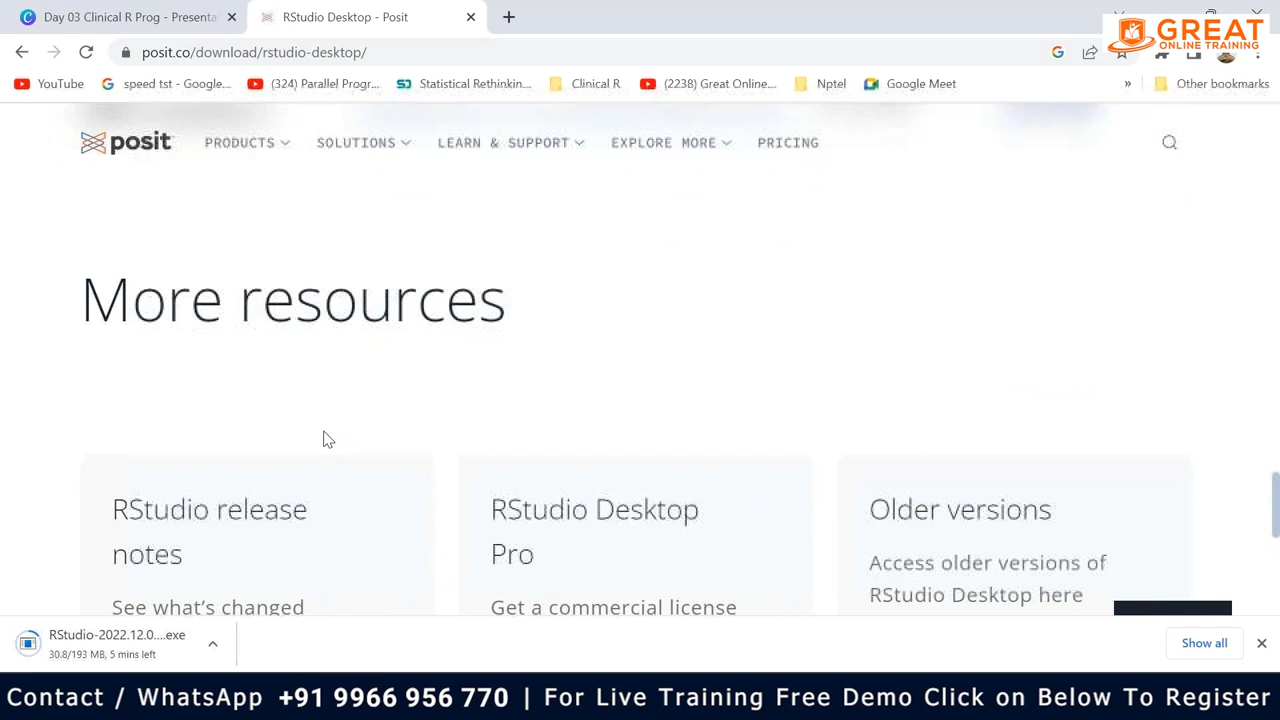 Day 03 Clinical R Prog - Presenta
RStudio Desktop - Posit
GREAT
ONLINE TRAINING
posit.co/download/rstudio-desktop/
YouTube
speed tst - Google...
(324) Parallel Progr...
Statistical Rethinkin...
Clinical R
(2238) Great Online...
Nptel
Google Meet
»
Other bookmarks
posit
PRODUCTS
SOLUTIONS
LEARN & SUPPORT
EXPLORE MORE
PRICING
More resources
RStudio release
notes
See what's changed
RStudio Desktop
Pro
Get a commercial license
Older versions
Access older versions of
RStudio Desktop here
RStudio-2022.12.0....exe
30.8/193 MB, 5 mins left
Show all
Contact / WhatsApp +91 9966 956 770 | For Live Training Free Demo Click on Below To Register